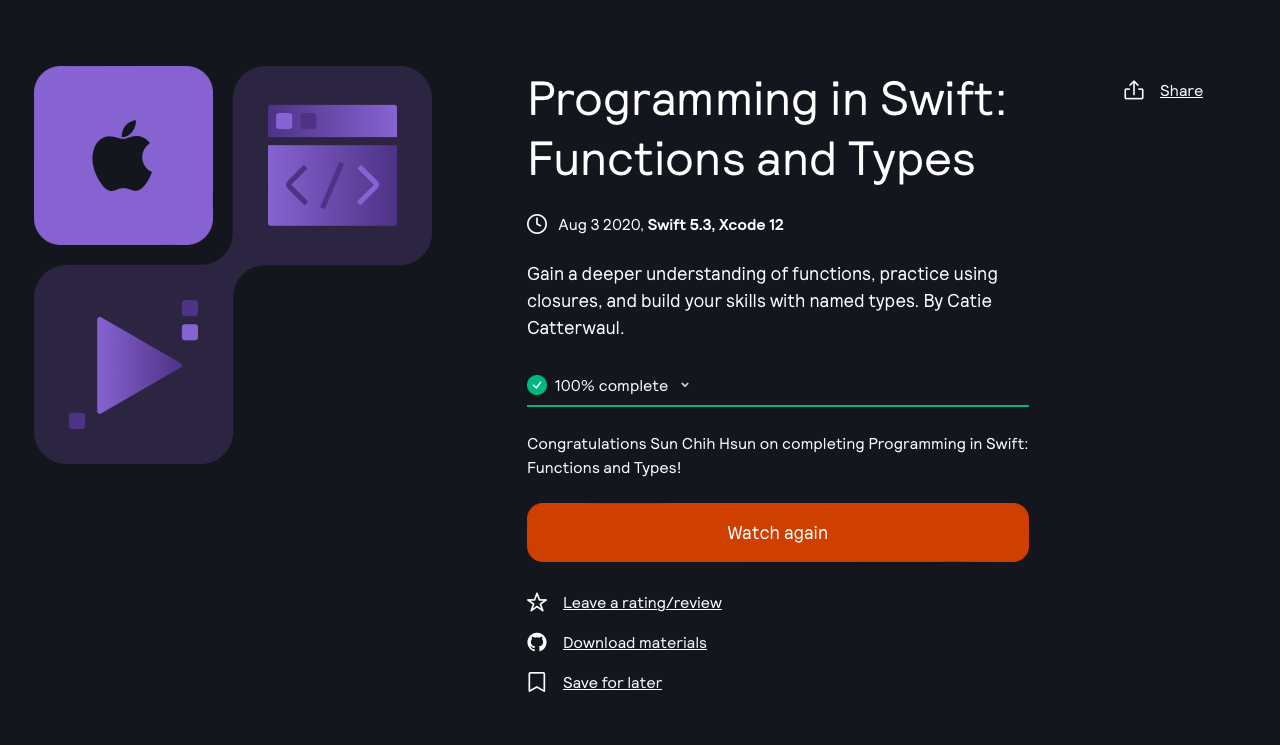 Programming in Swift:
Functions and Types
Share
Aug 3 2020, Swift 5.3, Xcode 12
Gain a deeper understanding of functions, practice using
closures, and build your skills with named types. By Catie
Catterwaul.
100% complete
Congratulations Sun Chih Hsun on completing Programming in Swift:
Functions and Types!
Watch again
Leave a rating/review
Download materials
Save for later